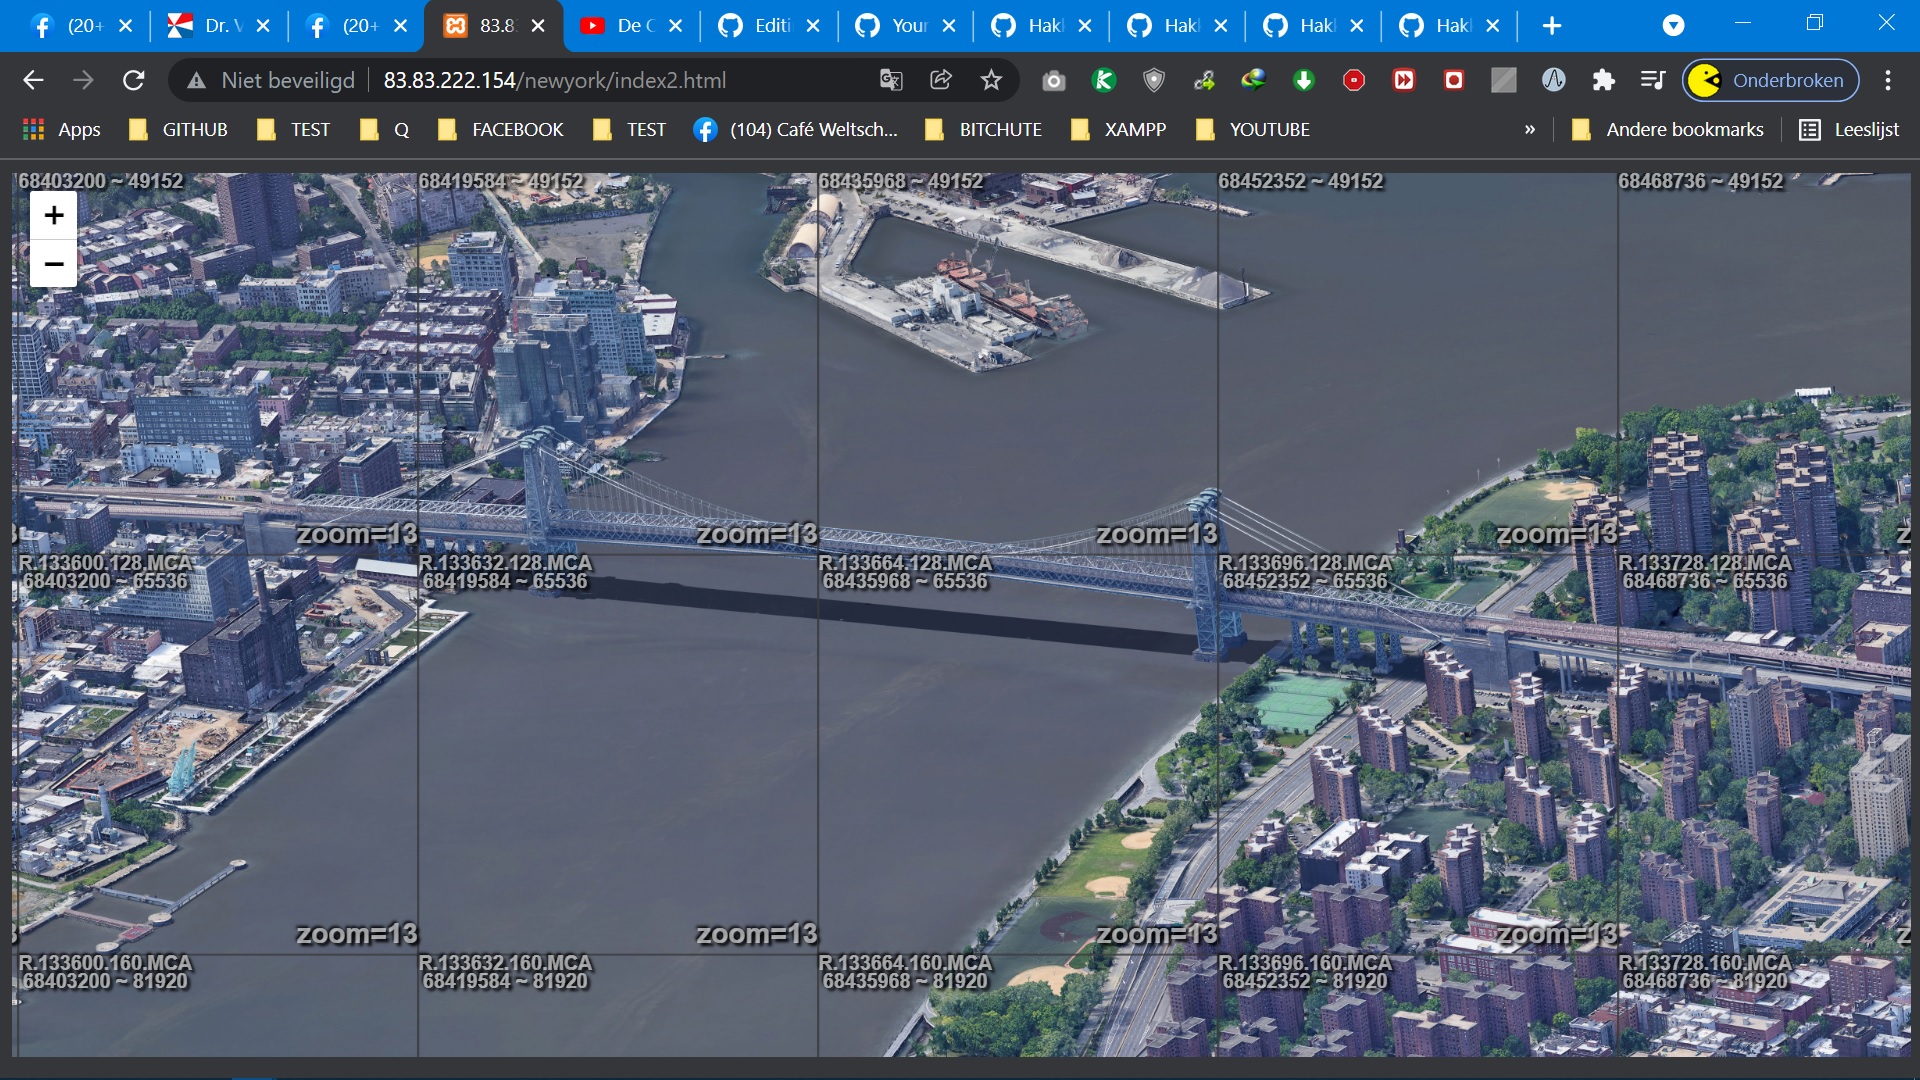 (20+
Dr. V
(20+
83.8
De C
Editi
Your
Hakk
Hakk
Hakk
Hakk
Niet beveiligd
83.83.222.154/newyork/index2.html
Onderbroken
Apps
GITHUB
TEST
Q
FACEBOOK
TEST
(104) Café Weltsch...
BITCHUTE
XAMPP
YOUTUBE
»
Andere bookmarks
Leeslijst
68403200 ~ 49152
68419584 ~ 49152
68435968 ~ 49152
68452352 ~ 49152
68468736 ~ 49152
+
−
zoom=13
zoom=13
zoom=13
zoom=13
R.133600.128.MCA
68403200 ~ 65536
R.133632.128.MCA
68419584 ~ 65536
R.133664.128.MCA
68435968 ~ 65536
R.133696.128.MCA
68452352 ~ 65536
R.133728.128.MCA
68468736 ~ 65536
zoom=13
zoom=13
zoom=13
zoom=13
R.133600.160.MCA
68403200 ~ 81920
R.133632.160.MCA
68419584 ~ 81920
R.133664.160.MCA
68435968 ~ 81920
R.133696.160.MCA
68452352 ~ 81920
R.133728.160.MCA
68468736 ~ 81920